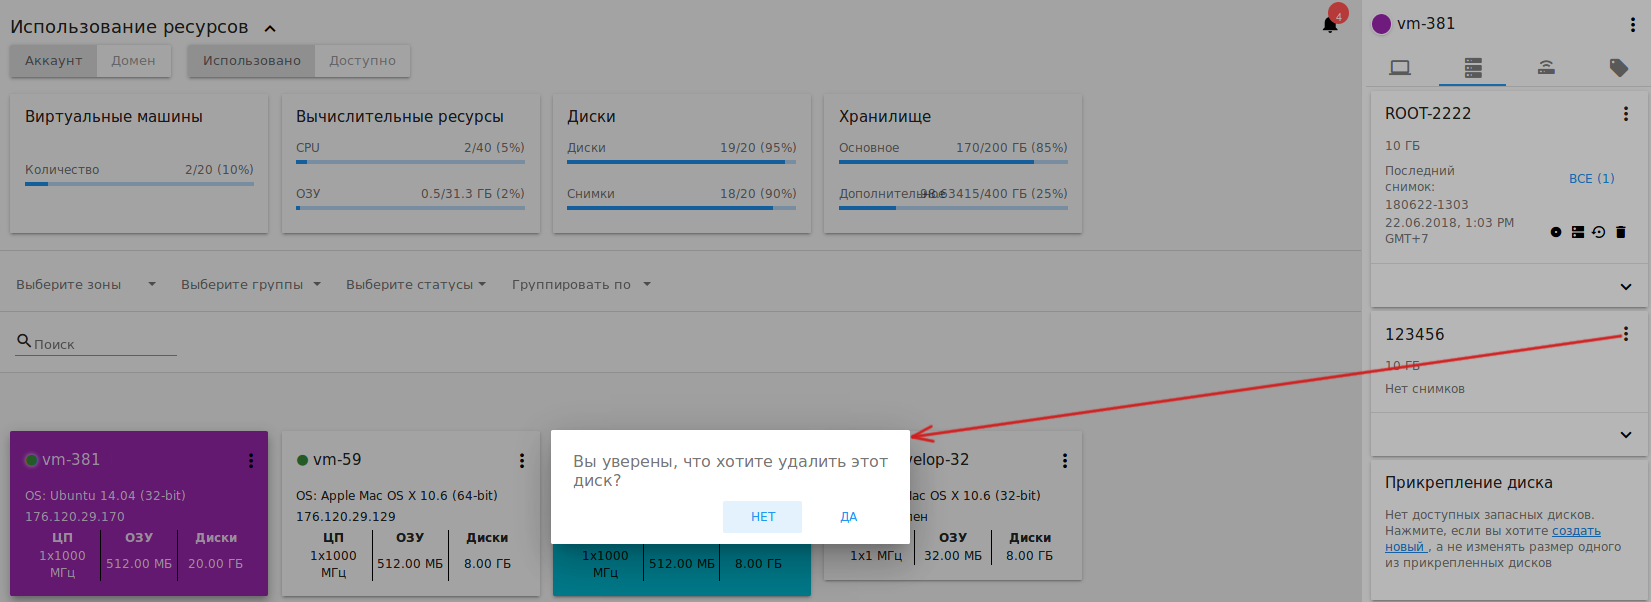 Использование ресурсов
4
Аккаунт Домен Использовано Доступно
Виртуальные машины
Количество 2/20 (10%)
Вычислительные ресурсы
CPU 2/40 (5%)
ОЗУ 0.5/31.3 ГБ (2%)
Диски
Диски 19/20 (95%)
Снимки 18/20 (90%)
Хранилище
Основное 170/200 ГБ (85%)
Дополнительное 98.63415/400 ГБ (25%)
Выберите зоны Выберите группы Выберите статусы Группировать по
Поиск
vm-381
OS: Ubuntu 14.04 (32-bit)
176.120.29.170
ЦП ОЗУ Диски
1x1000 МГц 512.00 МБ 20.00 ГБ
vm-59
OS: Apple Mac OS X 10.6 (64-bit)
176.120.29.129
ЦП ОЗУ Диски
1x1000 МГц 512.00 МБ 8.00 ГБ
Вы уверены, что хотите удалить этот
диск?
НЕТ ДА
1x1000 МГц 512.00 МБ 8.00 ГБ
velop-32
Mac OS X 10.6 (32-bit)
лен
ОЗУ Диски
1x1 МГц 32.00 МБ 8.00 ГБ
vm-381
ROOT-2222
10 ГБ
Последний
снимок:
ВСЕ (1)
180622-1303
22.06.2018, 1:03 PM
GMT+7
123456
10 ГБ
Нет снимков
Прикрепление диска
Нет доступных запасных дисков.
Нажмите, если вы хотите создать
новый , а не изменять размер одного
из прикрепленных дисков